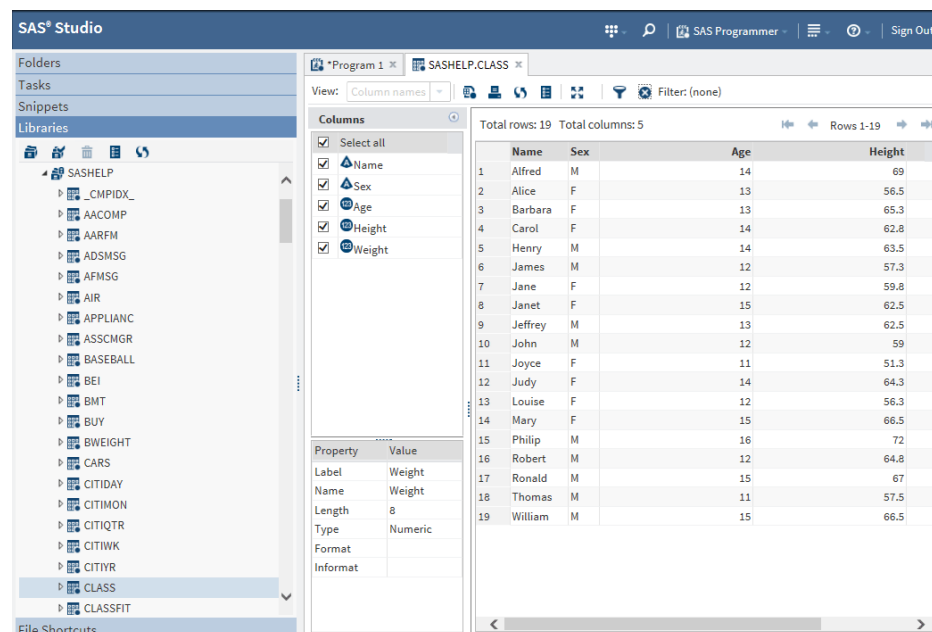 SAS® Studio
SAS Programmer
Sign Out
Folders
Tasks
Snippets
Libraries
SASHELP
_CMPIDX_
AACOMP
AARFM
ADSMSG
AFMSG
AIR
APPLIANC
ASSCMGR
BASEBALL
BEI
BMT
BUY
BWEIGHT
CARS
CITIDAY
CITIMON
CITIQTR
CITIWK
CITIYR
CLASS
CLASSFIT
File Shortcuts
*Program 1 × SASHELP.CLASS ×
View: Column names Filter: (none)
Columns
Select all
Name
Sex
Age
Height
Weight
Property Value
Label Weight
Name Weight
Length 8
Type Numeric
Format
Informat
Total rows: 19 Total columns: 5 Rows 1-19
Name Sex Age Height
1 Alfred M 14 69
2 Alice F 13 56.5
3 Barbara F 13 65.3
4 Carol F 14 62.8
5 Henry M 14 63.5
6 James M 12 57.3
7 Jane F 12 59.8
8 Janet F 15 62.5
9 Jeffrey M 13 62.5
10 John M 12 59
11 Joyce F 11 51.3
12 Judy F 14 64.3
13 Louise F 12 56.3
14 Mary F 15 66.5
15 Philip M 16 72
16 Robert M 12 64.8
17 Ronald M 15 67
18 Thomas M 11 57.5
19 William M 15 66.5